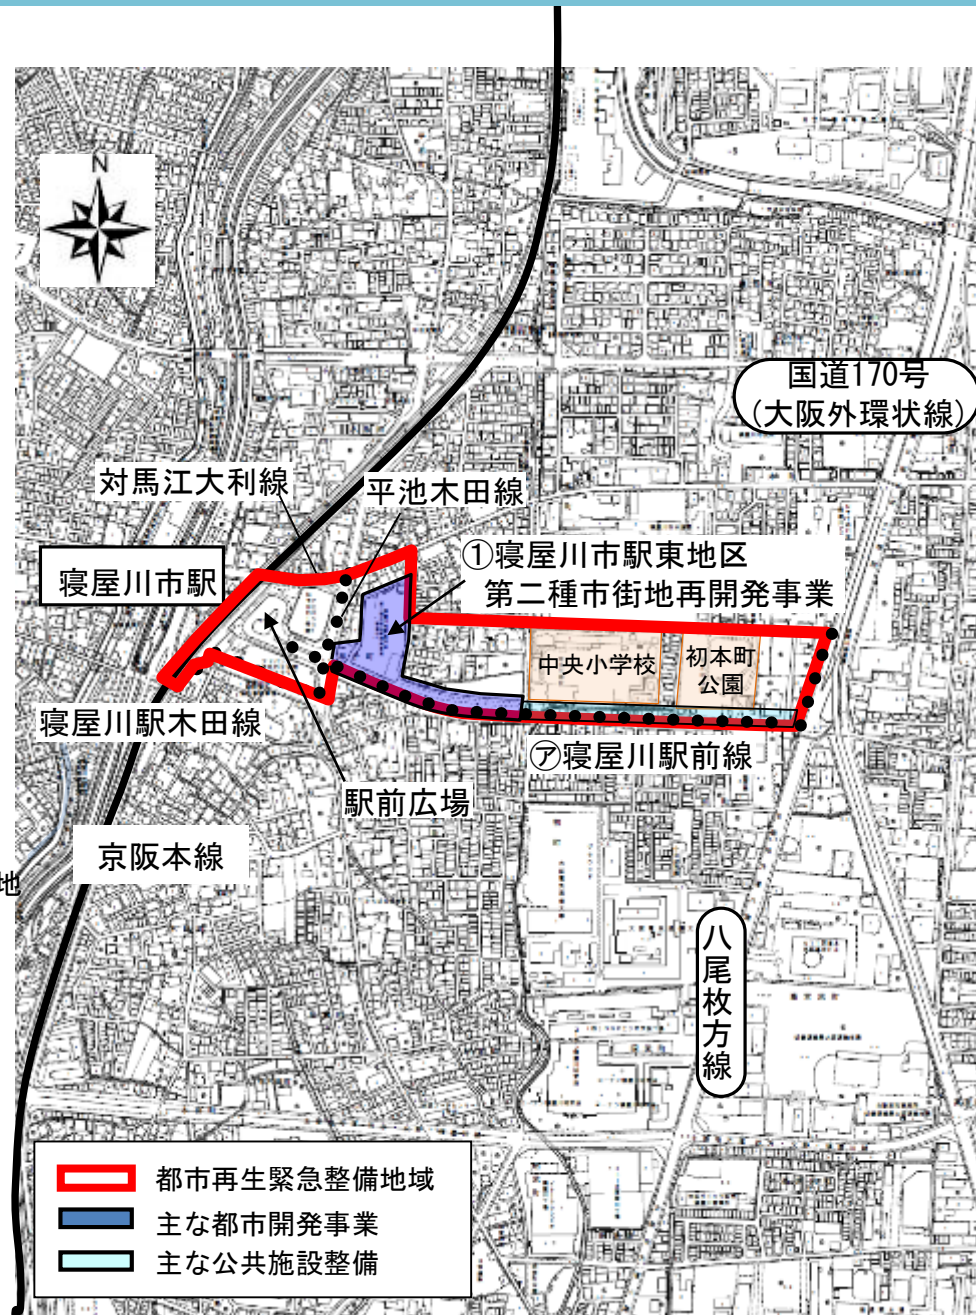 N
国道170号
(大阪外環状線)
対馬江大利線
平池木田線
寝屋川市駅
①寝屋川市駅東地区
第二種市街地再開発事業
中央小学校
初本町
公園
寝屋川駅木田線
㋐寝屋川駅前線
駅前広場
京阪本線
地
八尾枚方線
都市再生緊急整備地域
主な都市開発事業
主な公共施設整備